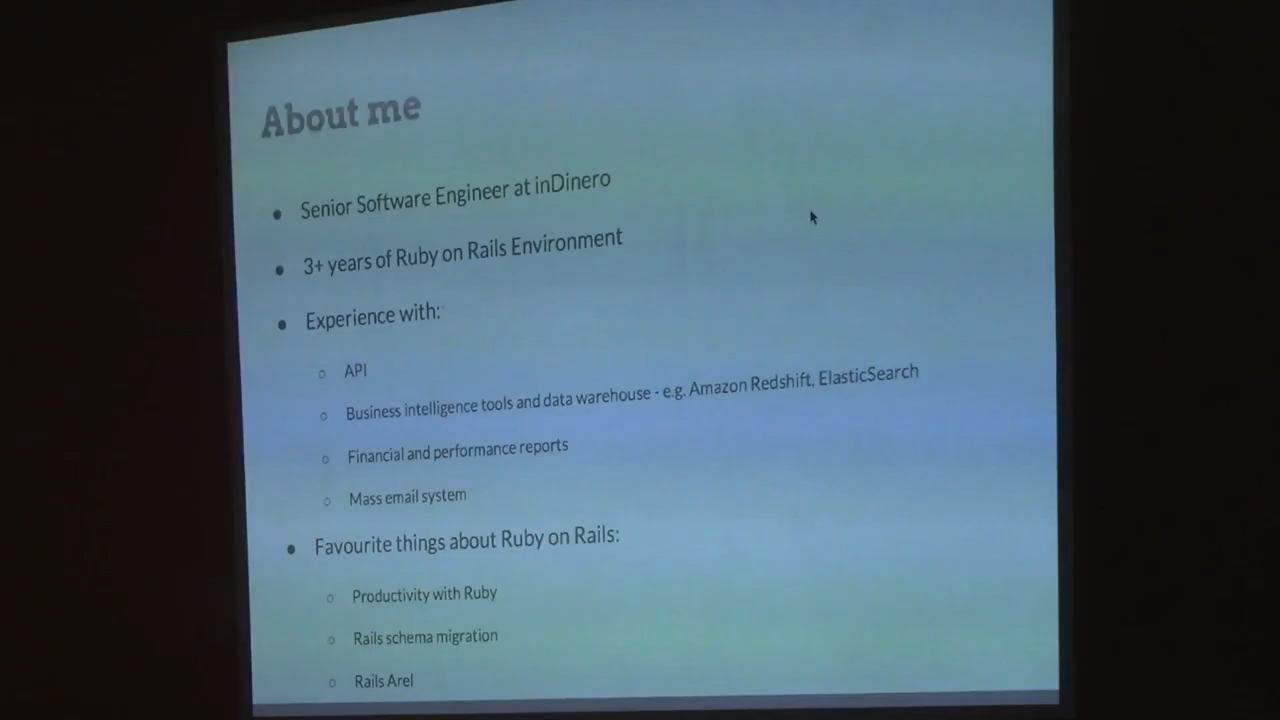 About me
● Senior Software Engineer at inDinero
● 3+ years of Ruby on Rails Environment
● Experience with:
○ API
○ Business intelligence tools and data warehouse - e.g. Amazon Redshift, ElasticSearch
○ Financial and performance reports
○ Mass email system
● Favourite things about Ruby on Rails:
○ Productivity with Ruby
○ Rails schema migration
○ Rails Arel